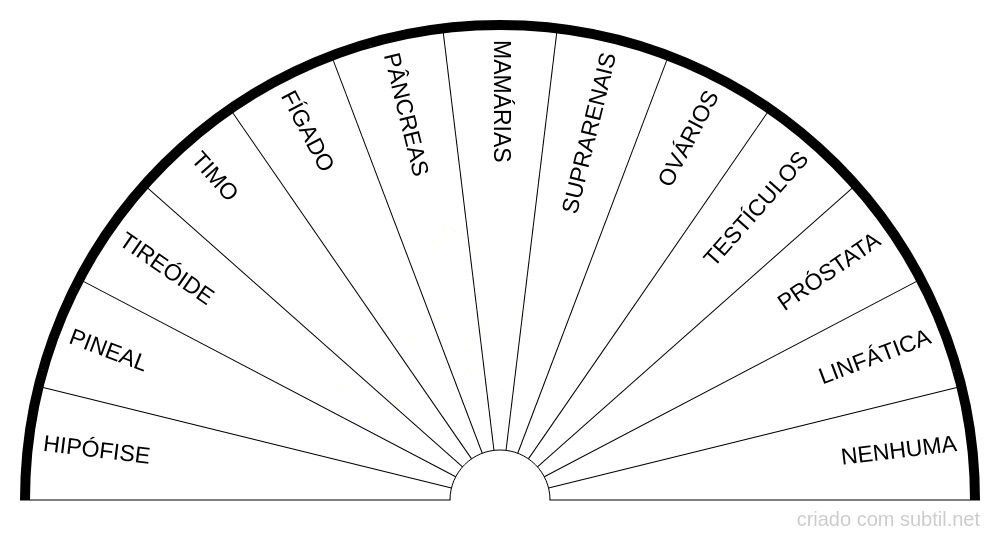 HIPÓFISE
PINEAL
TIREÓIDE
TIMO
FÍGADO
PÂNCREAS
MAMÁRIAS
SUPRARENAIS
OVÁRIOS
TESTÍCULOS
PRÓSTATA
LINFÁTICA
NENHUMA
criado com subtil.net